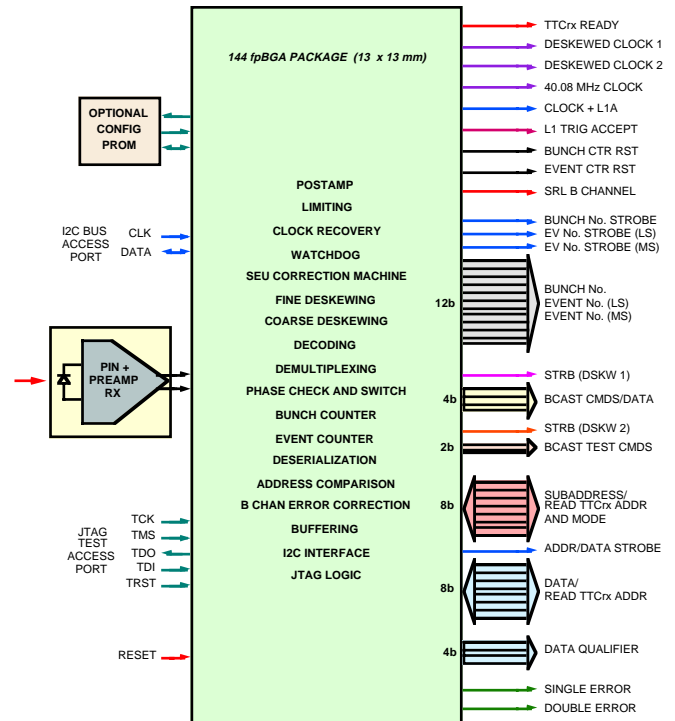 144 fpBGA PACKAGE (13 x 13 mm)
OPTIONAL
CONFIG
PROM
I2C BUS
ACCESS
PORT
CLK
DATA
PIN +
PREAMP
RX
JTAG
TEST
ACCESS
PORT
TCK
TMS
TDO
TDI
TRST
RESET
POSTAMP
LIMITING
CLOCK RECOVERY
WATCHDOG
SEU CORRECTION MACHINE
FINE DESKEWING
COARSE DESKEWING
DECODING
DEMULTIPLEXING
PHASE CHECK AND SWITCH
BUNCH COUNTER
EVENT COUNTER
DESERIALIZATION
ADDRESS COMPARISON
B CHAN ERROR CORRECTION
BUFFERING
I2C INTERFACE
JTAG LOGIC
TTCrx READY
DESKEWED CLOCK 1
DESKEWED CLOCK 2
40.08 MHz CLOCK
CLOCK + L1A
L1 TRIG ACCEPT
BUNCH CTR RST
EVENT CTR RST
SRL B CHANNEL
BUNCH No. STROBE
EV No. STROBE (LS)
EV No. STROBE (MS)
12b
BUNCH No.
EVENT No. (LS)
EVENT No. (MS)
STRB (DSKW 1)
4b
BCAST CMDS/DATA
STRB (DSKW 2)
2b
BCAST TEST CMDS
8b
SUBADDRESS/
READ TTCrx ADDR
AND MODE
ADDR/DATA STROBE
8b
DATA/
READ TTCrx ADDR
4b
DATA QUALIFIER
SINGLE ERROR
DOUBLE ERROR